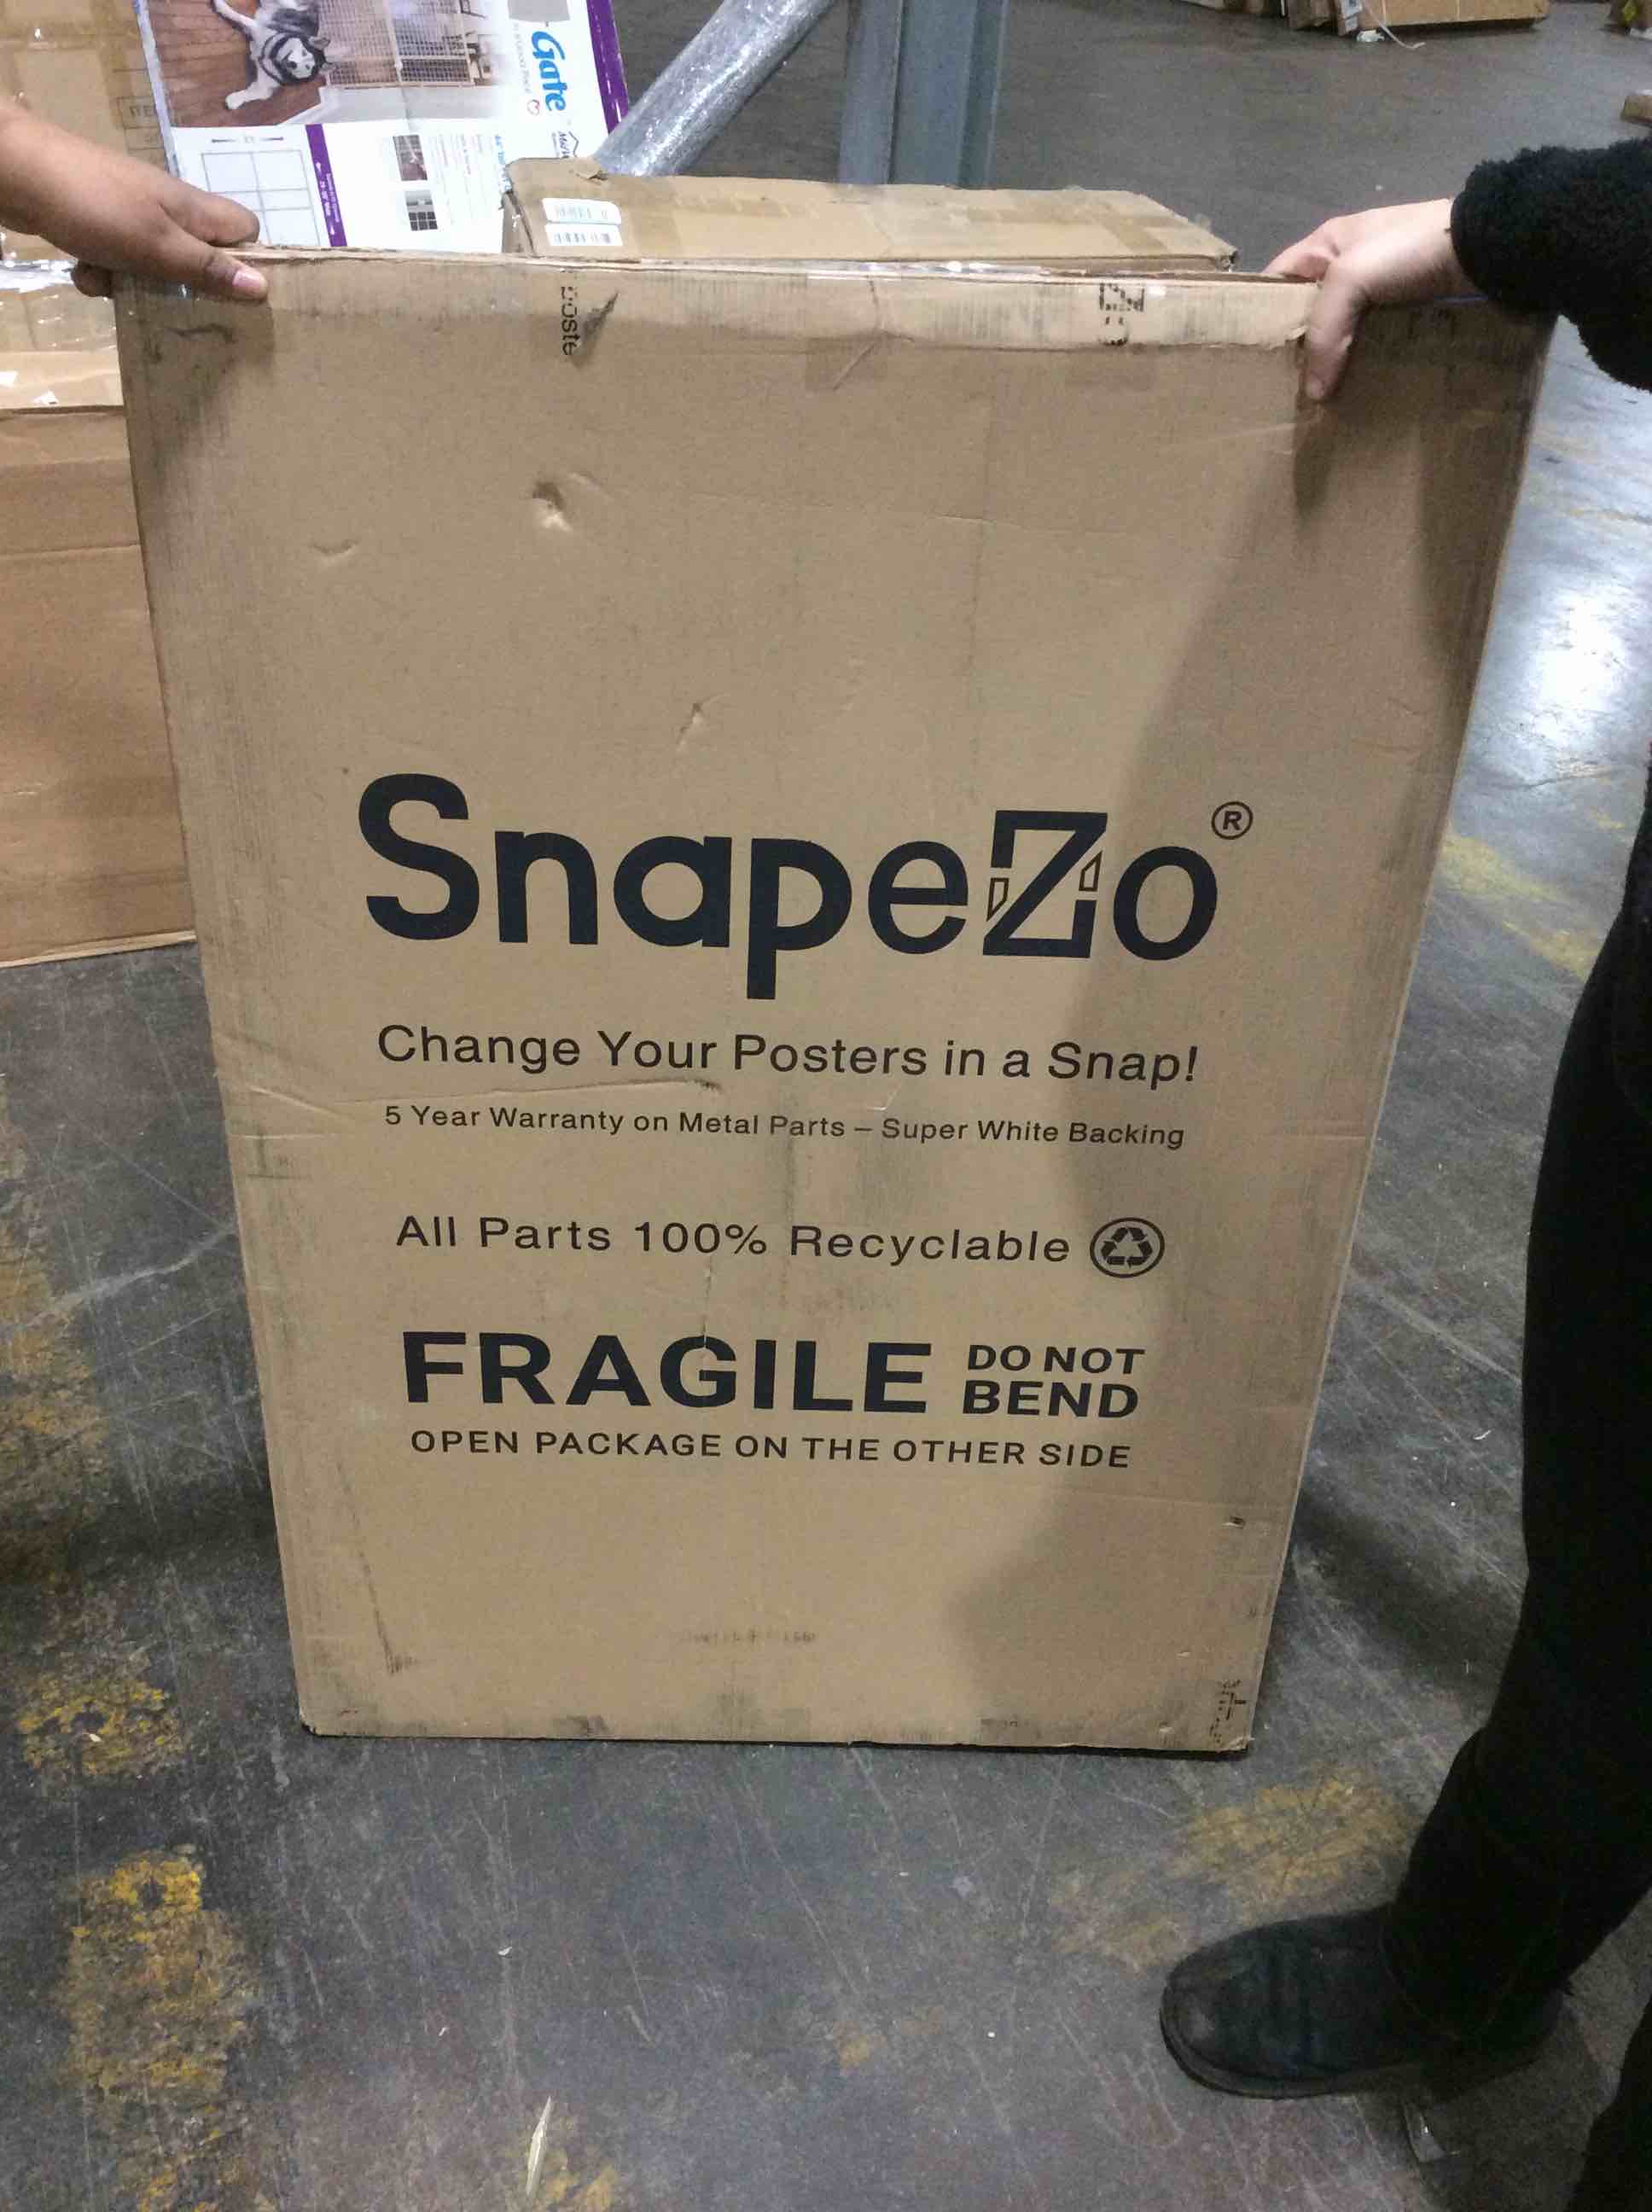 Gate
SnapeZo®
Change Your Posters in a Snap!
5 Year Warranty on Metal Parts – Super White Backing
All Parts 100% Recyclable
FRAGILE DO NOT
BEND
OPEN PACKAGE ON THE OTHER SIDE